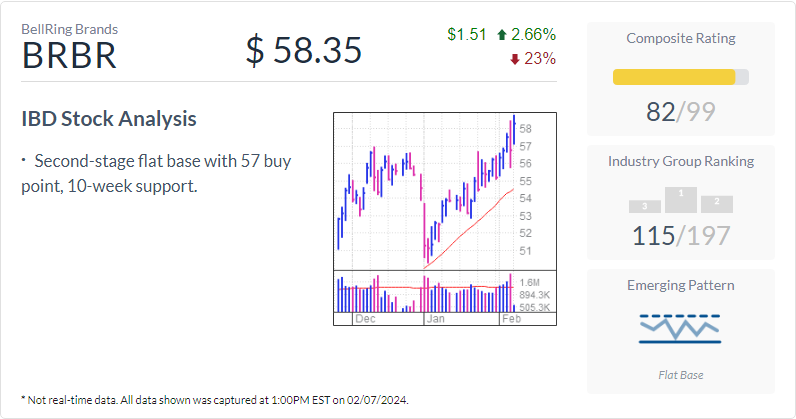 BellRing Brands
BRBR
$ 58.35
$1.51 2.66%
23%
IBD Stock Analysis
· Second-stage flat base with 57 buy
point, 10-week support.
58
57
56
55
54
53
52
51
1.6M
894.3K
505.3K
Dec Jan Feb
Composite Rating
82/99
Industry Group Ranking
3 1 2
115/197
Emerging Pattern
Flat Base
* Not real-time data. All data shown was captured at 1:00PM EST on 02/07/2024.